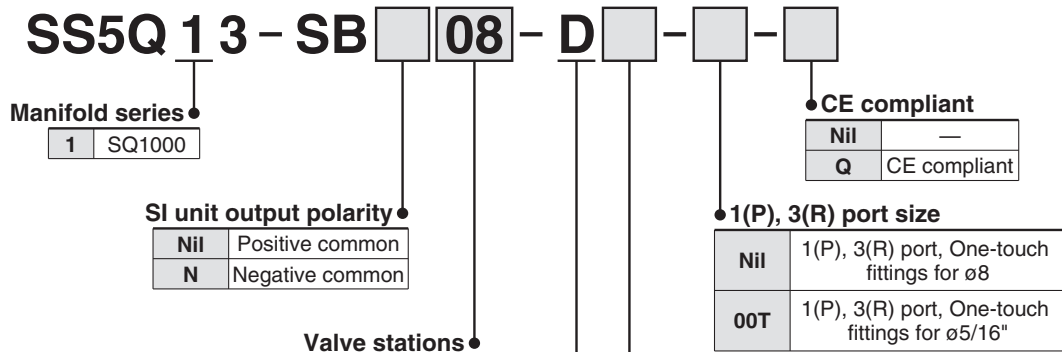 SS5Q 1 3 – SB 08 – D – –
Manifold series
1 SQ1000
CE compliant
Nil —
Q CE compliant
SI unit output polarity
Nil Positive common
N Negative common
1(P), 3(R) port size
Nil 1(P), 3(R) port, One-touch
fittings for ø8
00T 1(P), 3(R) port, One-touch
fittings for ø5/16"
Valve stations